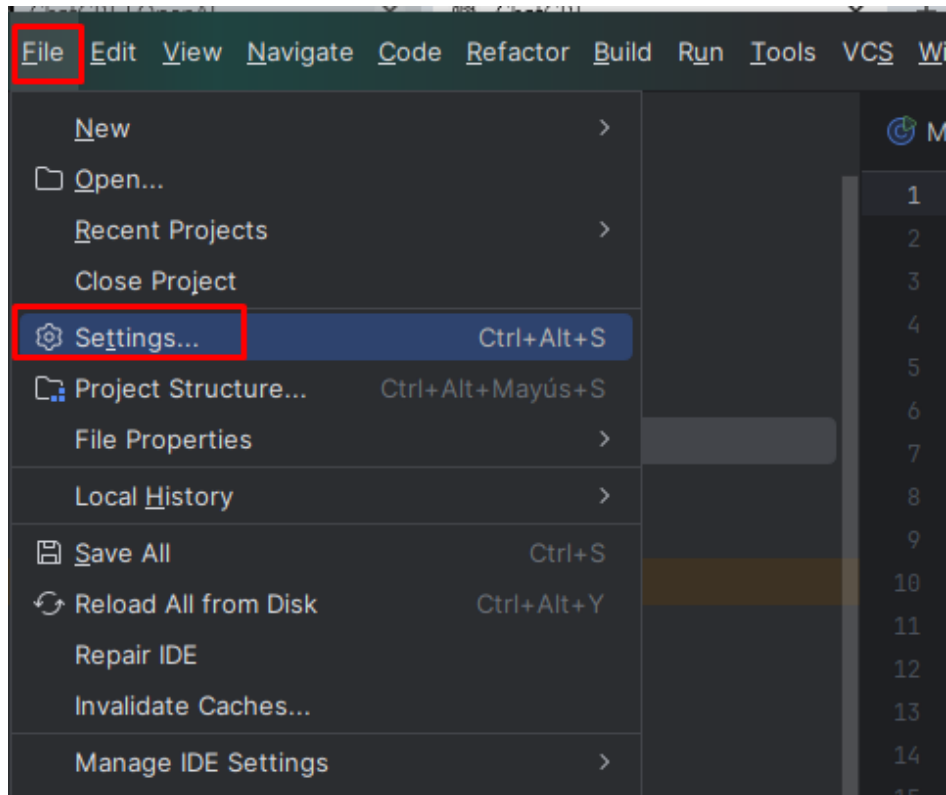 File Edit View Navigate Code Refactor Build Run Tools VCS
New
Open...
Recent Projects
Close Project
Settings... Ctrl+Alt+S
Project Structure... Ctrl+Alt+Mayús+S
File Properties
Local History
Save All Ctrl+S
Reload All from Disk Ctrl+Alt+Y
Repair IDE
Invalidate Caches...
Manage IDE Settings
M
1
2
3
4
5
6
7
8
9
10
11
12
13
14